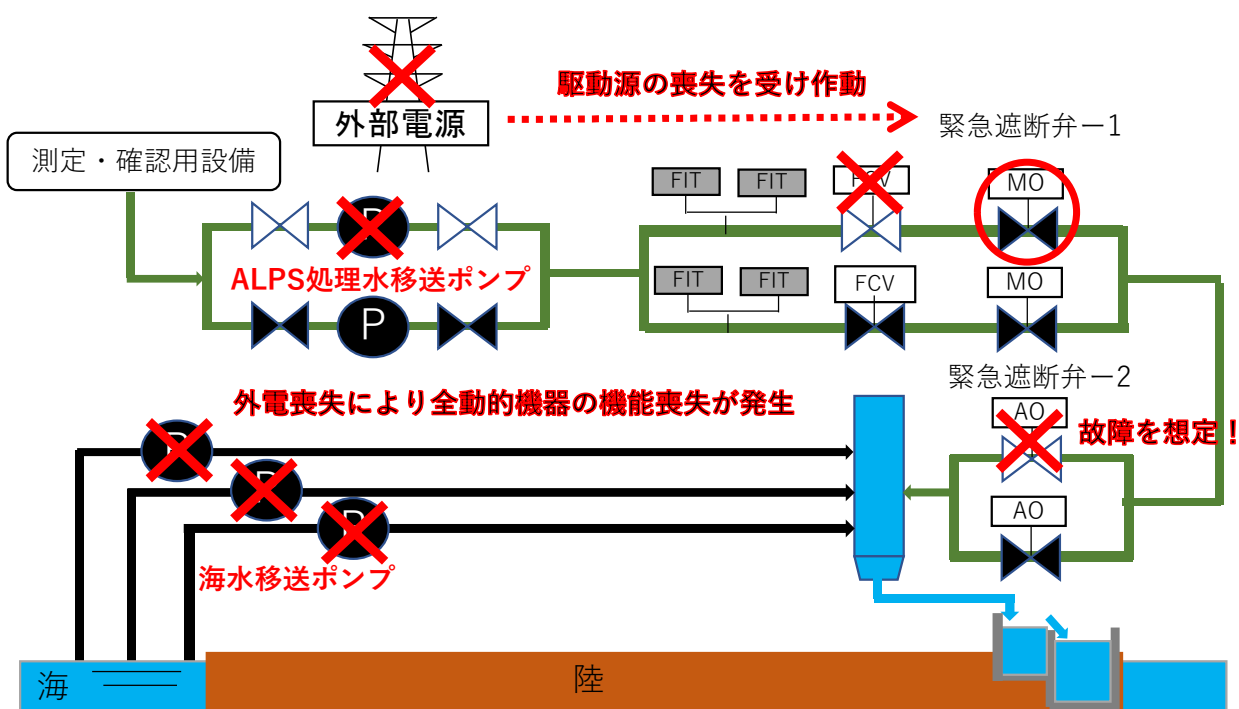 駆動源の喪失を受け作動
外部電源
緊急遮断弁ー1
測定・確認用設備
FIT
FIT
FCV
MO
P
ALPS処理水移送ポンプ
FIT
FIT
FCV
MO
P
緊急遮断弁ー2
外電喪失により全動的機器の機能喪失が発生
AO
故障を想定！
P
P
AO
P
海水移送ポンプ
海
陸